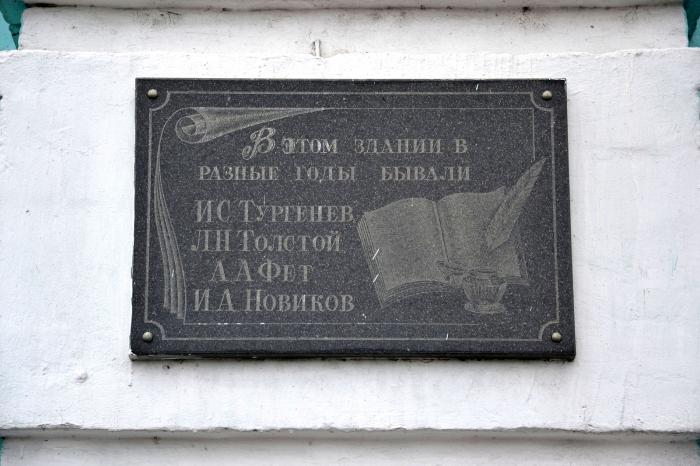 В этом здании в
разные годы бывали
И.С.Тургенев
Л.Н.Толстой
А.А.Фет
И.А.Новиков